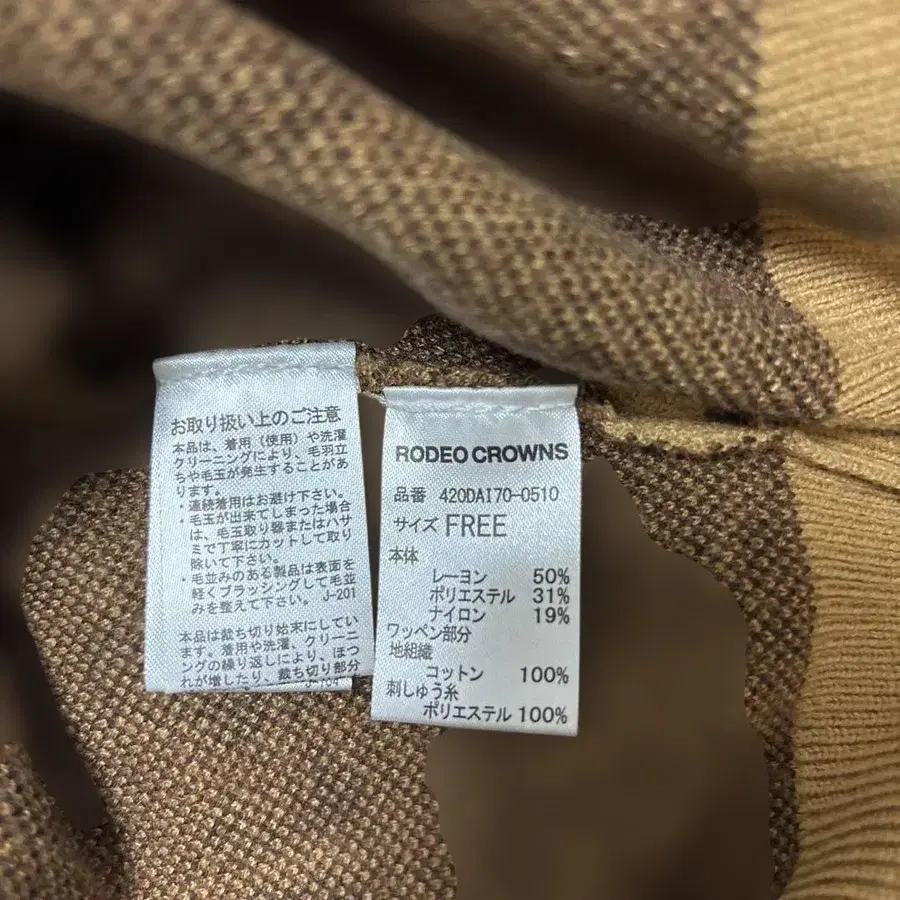 お取り扱い上のご注意
本品は、着用（使用）や洗濯
クリーニングにより、毛羽立
ちや毛玉が発生することがあ
ります。
・連続着用はお避け下さい。
・毛玉が出来てしまった場合
は、毛玉取り器またはハサ
ミで丁寧にカットして取り
除いて下さい。
・毛並みのある製品は表面を
軽くブラッシングして毛並
みを整えて下さい。 J-201
本品は裁ち切り始末にしてい
ます。着用や洗濯、クリーニ
ングの繰り返しにより、ほつ
れが増したり、裁ち切り部分
RODEO CROWNS
品番 420DAI70-0510
サイズ FREE
本体
レーヨン 50%
ポリエステル 31%
ナイロン 19%
ワッペン部分
地組織
コットン 100%
刺しゅう糸
ポリエステル 100%